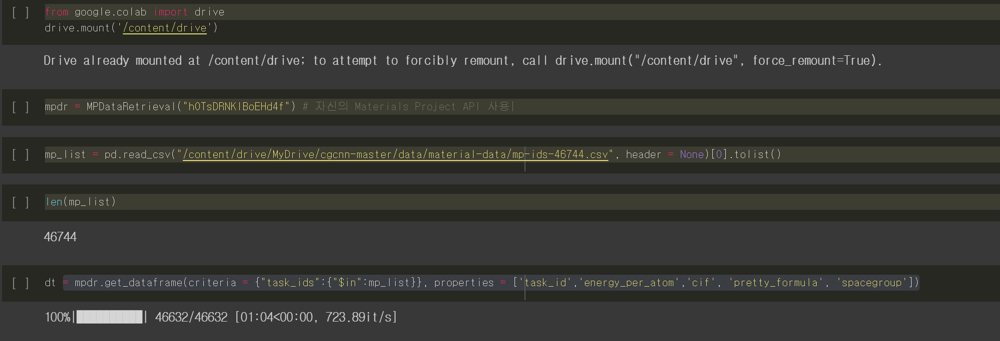 [ ] from google.colab import drive
drive.mount('/content/drive')
Drive already mounted at /content/drive; to attempt to forcibly remount, call drive.mount("/content/drive", force_remount=True).
[ ] mpdr = MPDataRetrieval("h0TsDRNKlBoEHd4f") # 자신의 Materials Project API 사용
[ ] mp_list = pd.read_csv("/content/drive/MyDrive/cgcnn-master/data/material-data/mp-ids-46744.csv", header = None)[0].tolist()
[ ] len(mp_list)
46744
[ ] dt = mpdr.get_dataframe(criteria = {"task_ids":{"$in":mp_list}}, properties = ['task_id','energy_per_atom','cif', 'pretty_formula', 'spacegroup'])
100%|██████████| 46632/46632 [01:04<00:00, 723.89it/s]